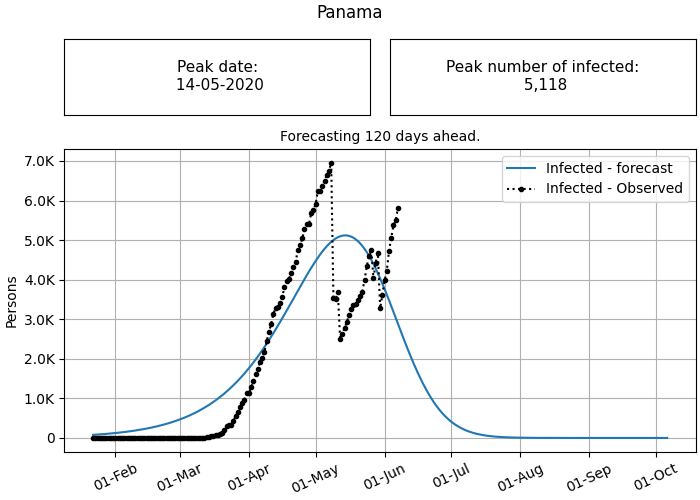 Panama
Peak date:
14-05-2020
Peak number of infected:
5,118
Forecasting 120 days ahead.
Infected - forecast
Infected - Observed
7.0K
6.0K
5.0K
4.0K
3.0K
2.0K
1.0K
0
Persons
01-Feb
01-Mar
01-Apr
01-May
01-Jun
01-Jul
01-Aug
01-Sep
01-Oct